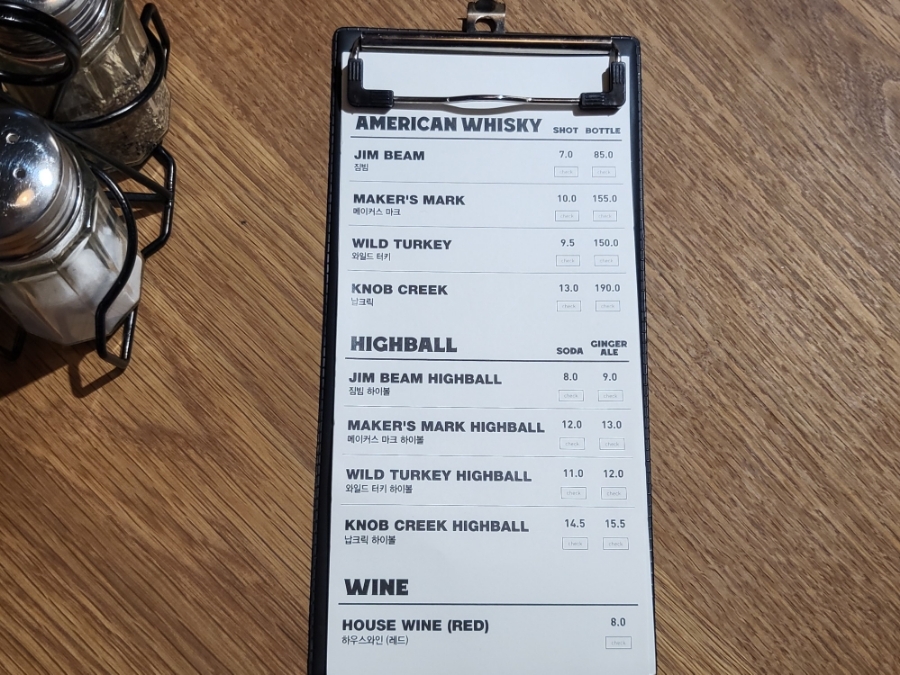 AMERICAN WHISKY SHOT BOTTLE
JIM BEAM 7.0 85.0
짐빔 check check
MAKER'S MARK 10.0 155.0
메이커스 마크 check check
WILD TURKEY 9.5 150.0
와일드 터키 check check
KNOB CREEK 13.0 190.0
납크릭 check check
HIGHBALL SODA GINGER ALE
JIM BEAM HIGHBALL 8.0 9.0
짐빔 하이볼 check check
MAKER'S MARK HIGHBALL 12.0 13.0
메이커스 마크 하이볼 check check
WILD TURKEY HIGHBALL 11.0 12.0
와일드 터키 하이볼 check check
KNOB CREEK HIGHBALL 14.5 15.5
납크릭 하이볼 check check
WINE
HOUSE WINE (RED) 8.0
하우스와인 (레드) check